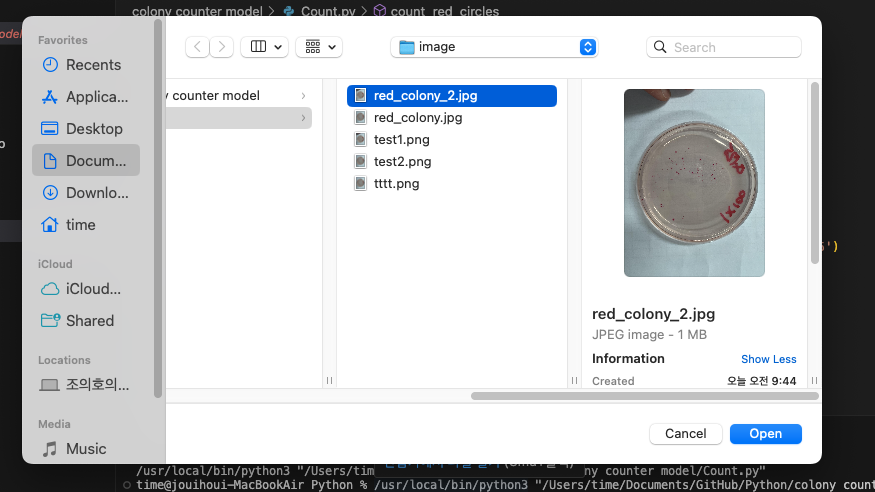 colony counter model > Count.py > count_red_circles
Favorites
Recents
Applica...
Desktop
Docum...
Downlo...
time
iCloud
iCloud...
Shared
Locations
조의호의...
Media
Music
image
Search
y counter model
red_colony_2.jpg
red_colony.jpg
test1.png
test2.png
tttt.png
1 X 100
red_colony_2.jpg
JPEG image - 1 MB
Information
Show Less
Created
오늘 오전 9:44
Cancel
Open
')
/usr/local/bin/python3 "/Users/time
ony counter model/Count.py"
time@jouihoui-MacBookAir Python % /usr/local/bin/python3 "/Users/time/Documents/GitHub/Python/colony count